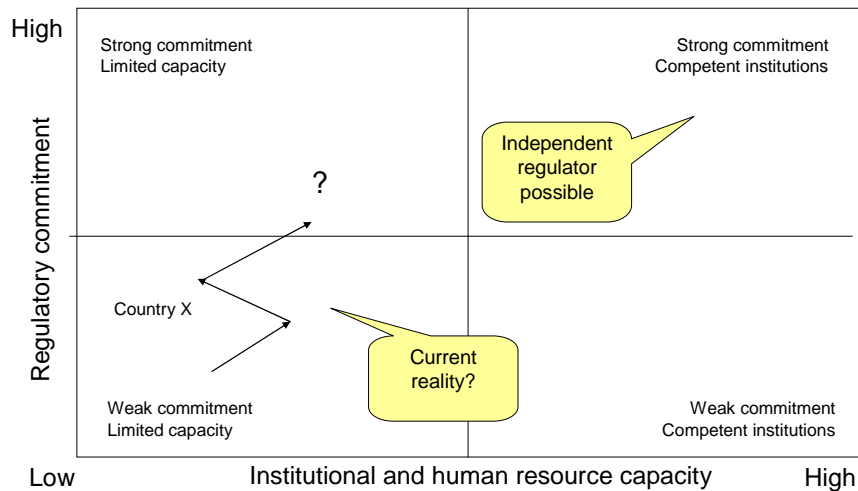 High
Strong commitment
Limited capacity
Strong commitment
Competent institutions
Independent
regulator
possible
?
Regulatory commitment
Country X
Current
reality?
Weak commitment
Limited capacity
Weak commitment
Competent institutions
Low
Institutional and human resource capacity
High